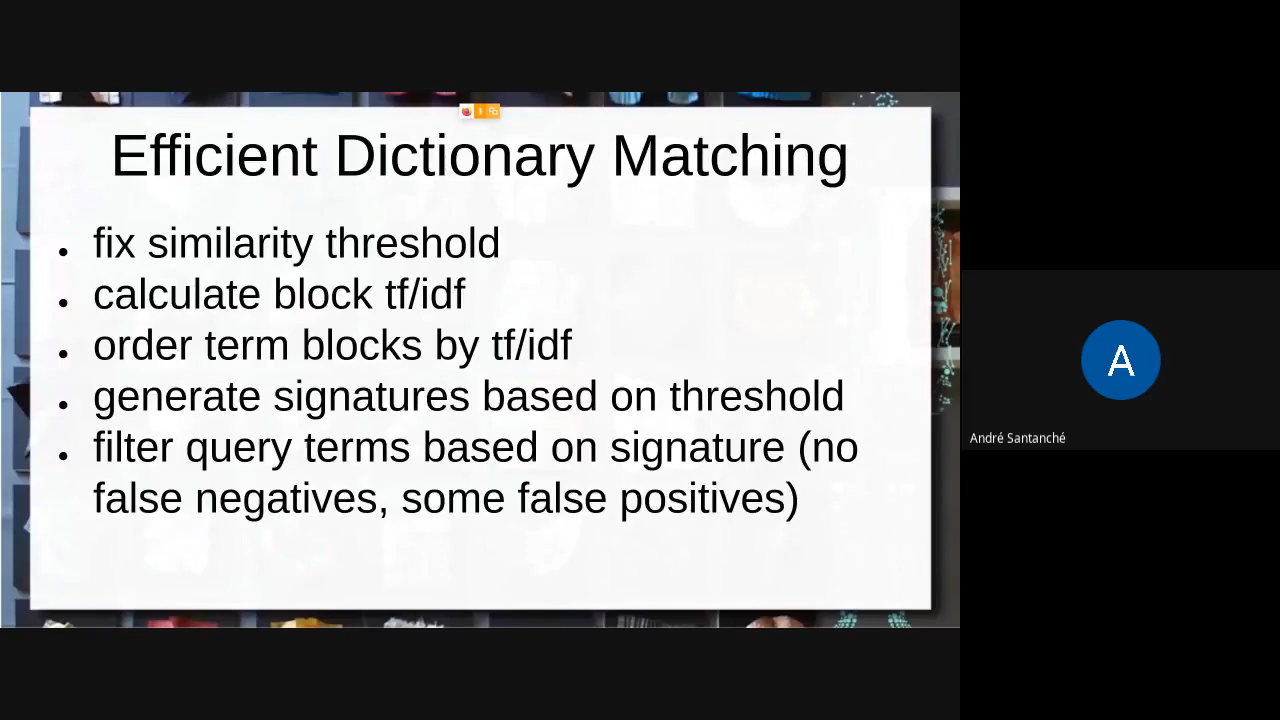 Efficient Dictionary Matching
• fix similarity threshold
• calculate block tf/idf
• order term blocks by tf/idf
• generate signatures based on threshold
• filter query terms based on signature (no
false negatives, some false positives)
A
André Santanché